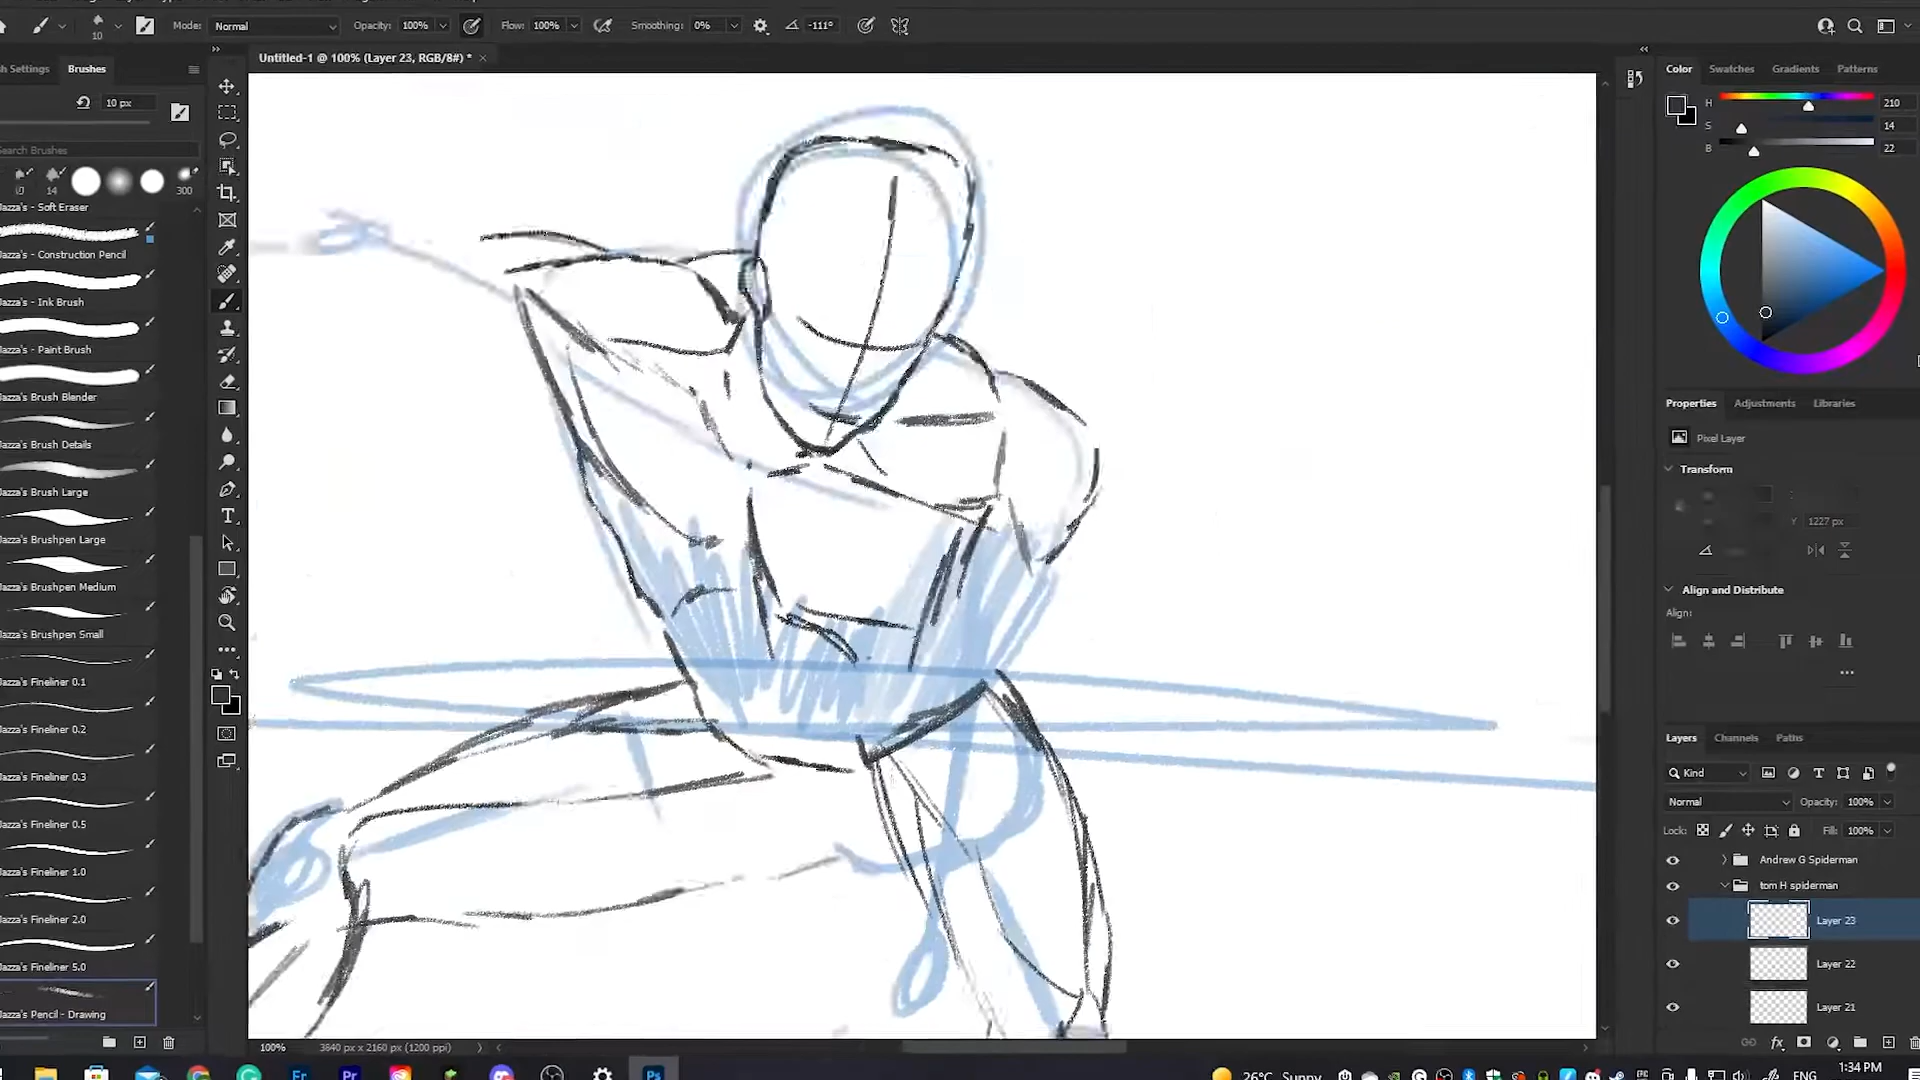 10
Mode: Normal
Opacity: 100%
Flow: 100%
Smoothing: 0%
-111°
Untitled-1 @ 100% (Layer 23, RGB/8#) *
Settings
Brushes
10 px
Search Brushes
14
300
Jazza's - Soft Eraser
Jazza's - Construction Pencil
Jazza's - Ink Brush
Jazza's - Paint Brush
Jazza's - Brush Blender
Jazza's Brush Details
Jazza's Brush Large
Jazza's Brushpen Large
Jazza's Brushpen Medium
Jazza's Brushpen Small
Jazza's Fineliner 0.1
Jazza's Fineliner 0.2
Jazza's Fineliner 0.3
Jazza's Fineliner 0.5
Jazza's Fineliner 1.0
Jazza's Fineliner 2.0
Jazza's Fineliner 5.0
Jazza's Pencil - Drawing
Color
Swatches
Gradients
Patterns
H 210
S 14
B 22
Properties
Adjustments
Libraries
Pixel Layer
Transform
Y 1227 px
Align and Distribute
Align:
Layers
Channels
Paths
Kind
Normal
Opacity: 100%
Lock:
Fill: 100%
Andrew G Spiderman
tom H spiderman
Layer 23
Layer 22
Layer 21
100%
3840 px x 2160 px (1200 ppi)
Fr
Pr
Ps
26°C Sunny
ENG
1:34 PM